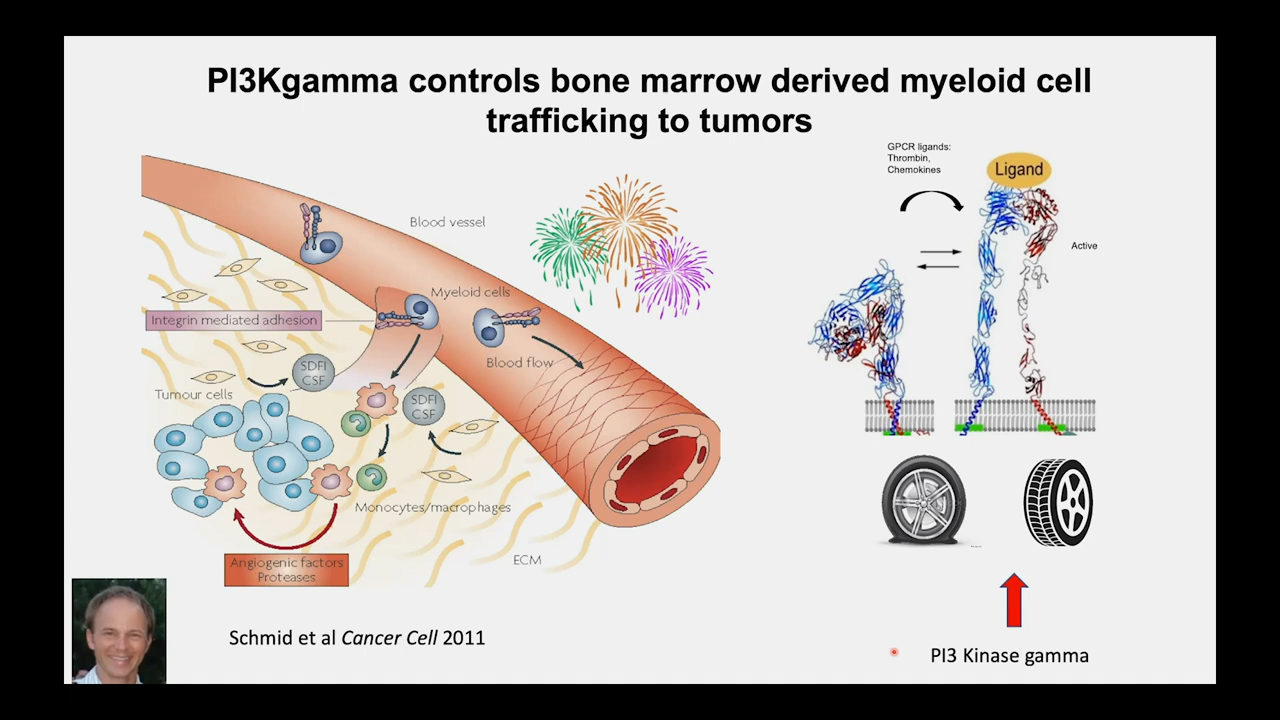 PI3Kgamma controls bone marrow derived myeloid cell
trafficking to tumors
GPCR ligands:
Thrombin,
Chemokines
Ligand
Active
Blood vessel
Myeloid cells
Integrin mediated adhesion
Blood flow
SDFI
CSF
Tumour cells
SDFI
CSF
Monocytes/macrophages
ECM
Angiogenic factors
Proteases
Schmid et al Cancer Cell 2011
PI3 Kinase gamma